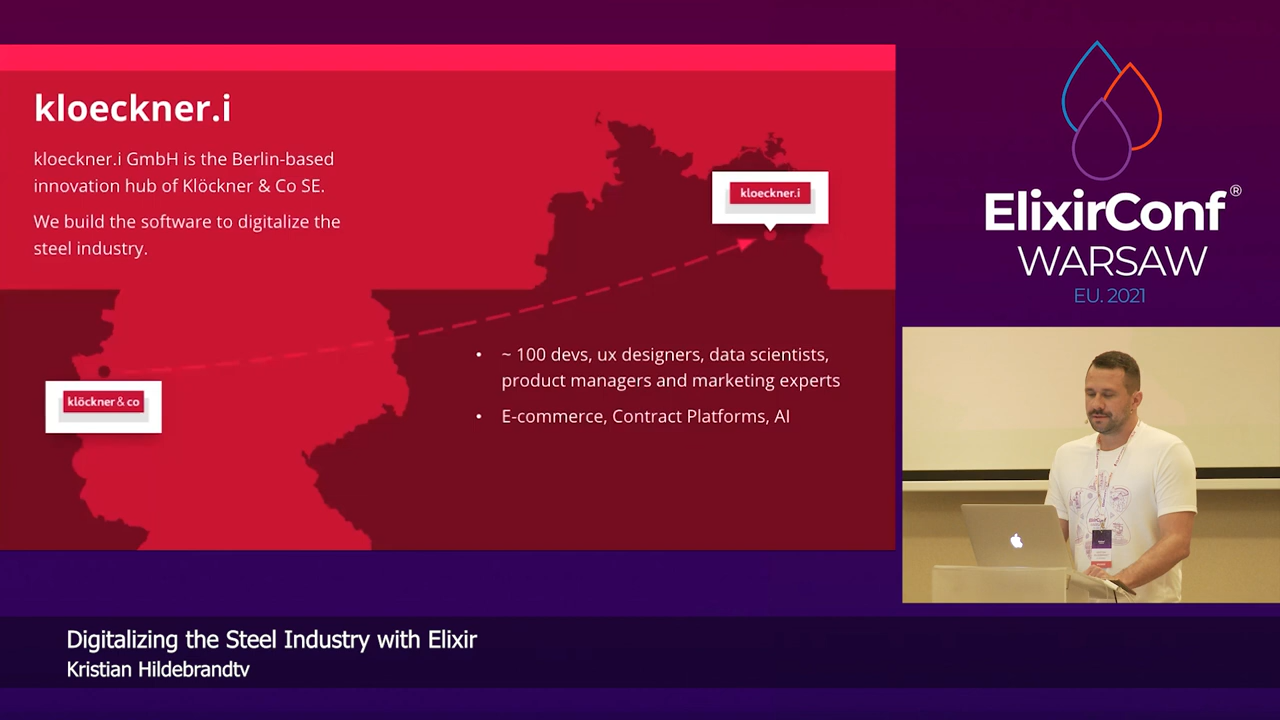 kloeckner.i
kloeckner.i GmbH is the Berlin-based
innovation hub of Klöckner & Co SE.
We build the software to digitalize the
steel industry.
kloeckner.i
klöckner & co
• ~ 100 devs, ux designers, data scientists,
product managers and marketing experts
• E-commerce, Contract Platforms, AI
ElixirConf®
WARSAW
EU. 2021
Digitalizing the Steel Industry with Elixir
Kristian Hildebrandtv